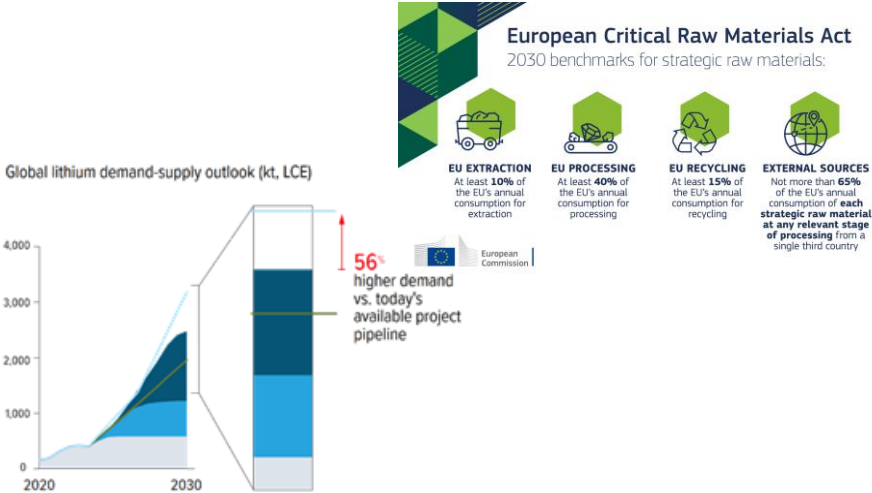 European Critical Raw Materials Act
2030 benchmarks for strategic raw materials:
EU EXTRACTION
At least 10% of
the EU's annual
consumption for
extraction
EU PROCESSING
At least 40% of
the EU's annual
consumption for
processing
EU RECYCLING
At least 15% of
the EU's annual
consumption for
recycling
EXTERNAL SOURCES
Not more than 65%
of the EU's annual
consumption of each
strategic raw material
at any relevant stage
of processing from a
single third country
European
Commission
Global lithium demand-supply outlook (kt, LCE)
4,000
3,000
2,000
1,000
0
2020
2030
56%
higher demand
vs. today's
available project
pipeline